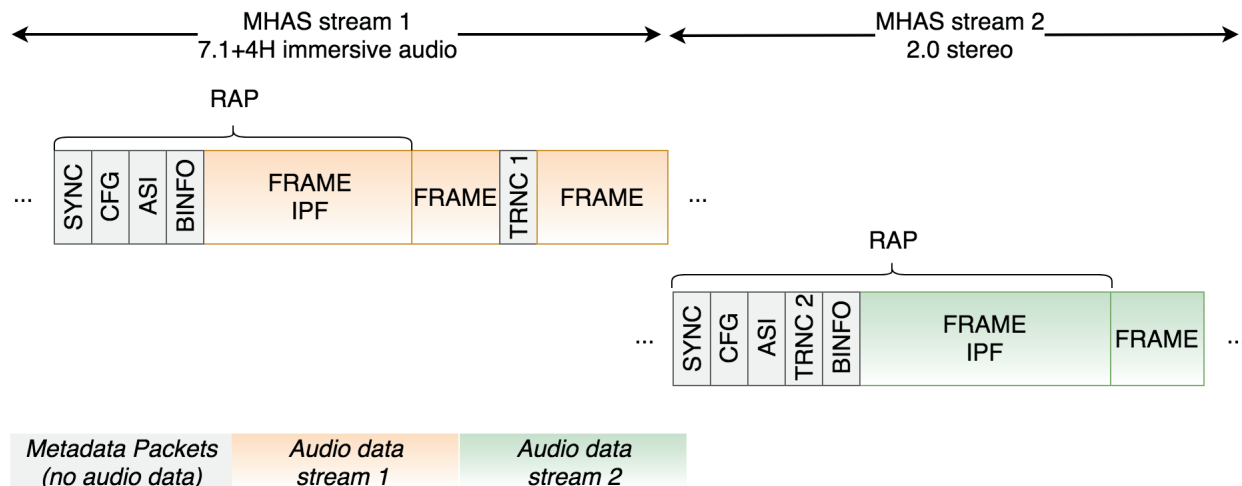 MHAS stream 1
7.1+4H immersive audio
MHAS stream 2
2.0 stereo
RAP
...
SYNC
CFG
ASI
BINFO
FRAME
IPF
FRAME
TRNC 1
FRAME
...
RAP
...
SYNC
CFG
ASI
TRNC 2
BINFO
FRAME
IPF
FRAME
..
Metadata Packets
(no audio data)
Audio data
stream 1
Audio data
stream 2